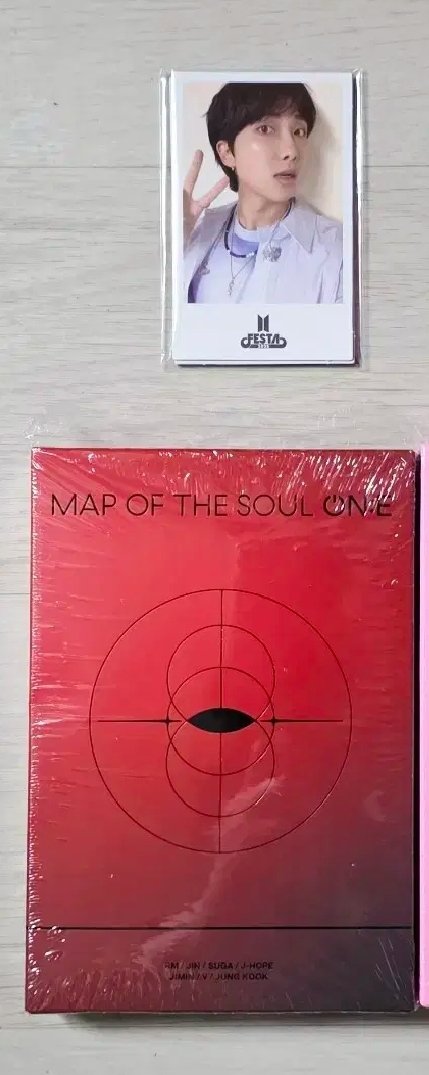 FESTA
MAP OF THE SOUL ON:E
RM / JIN / SUGA / J-HOPE
JIMIN / V / JUNG KOOK